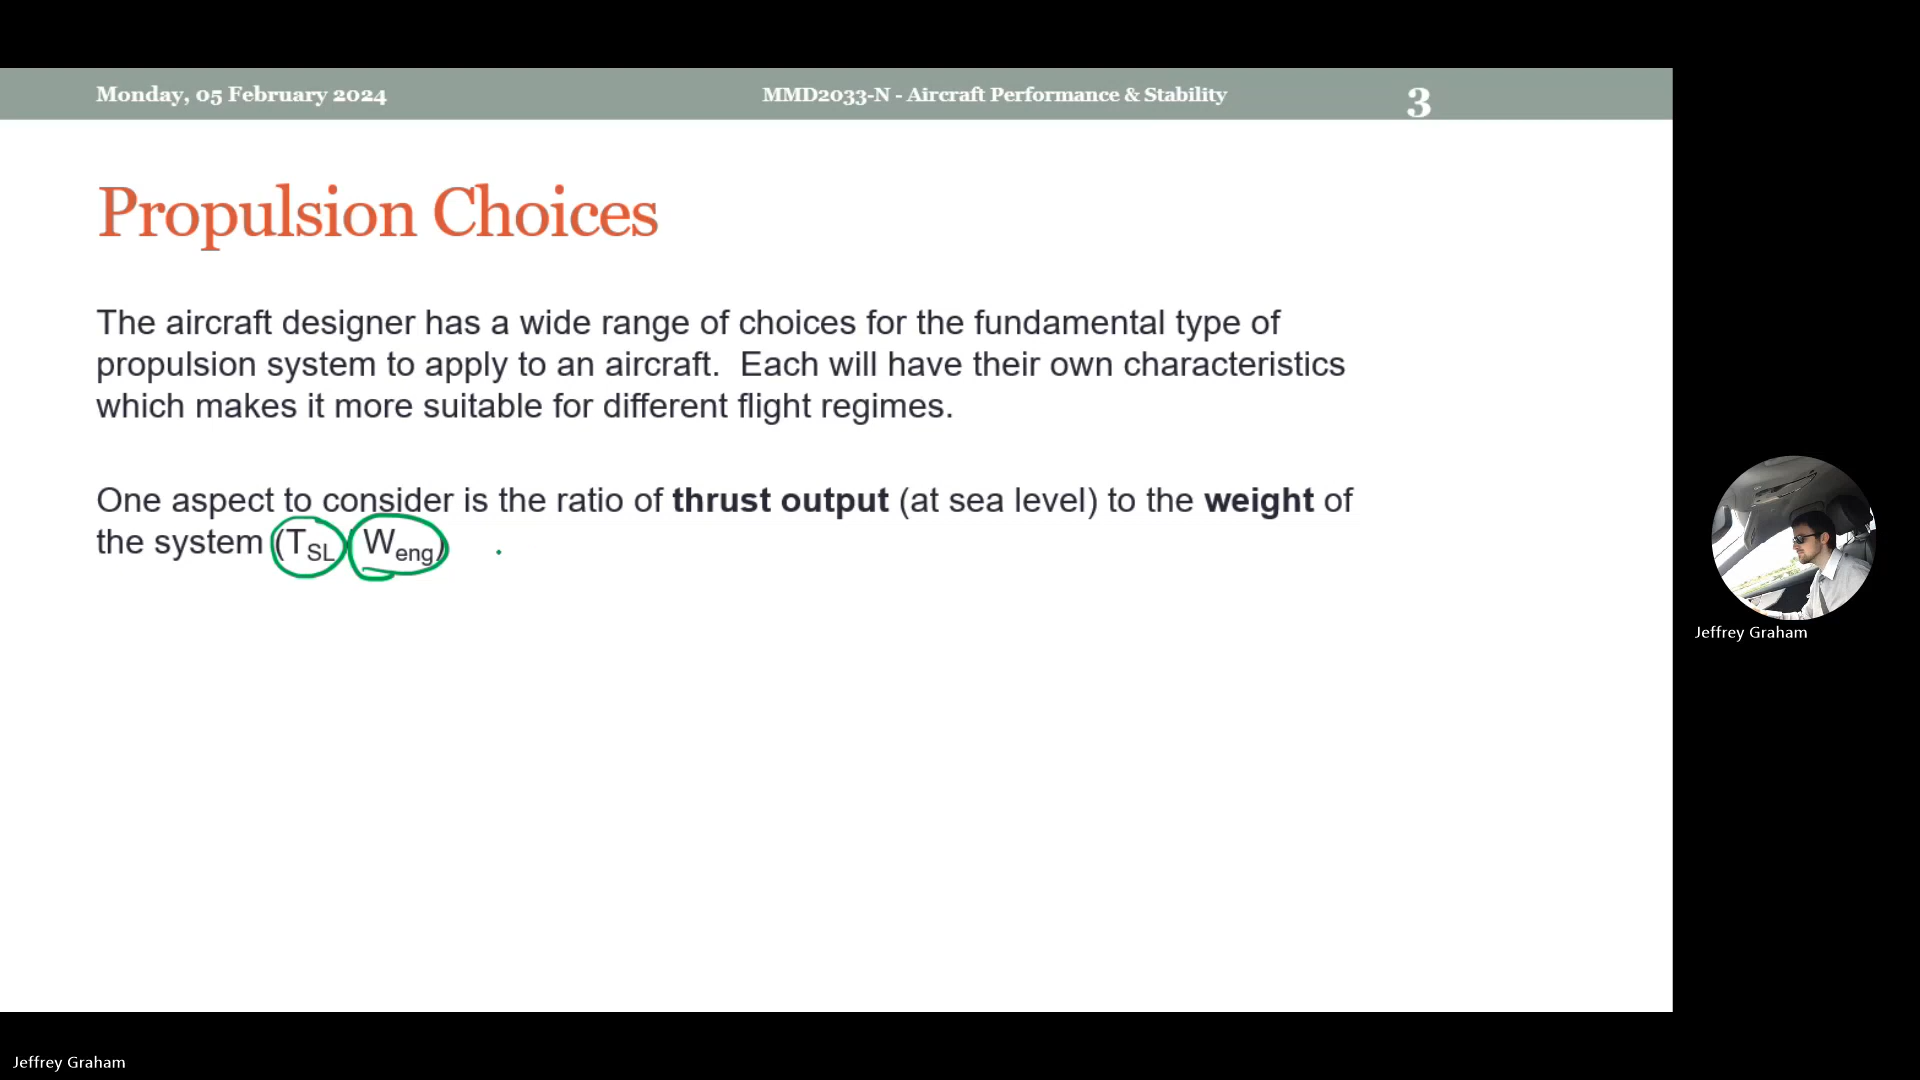 Monday, 05 February 2024
MMD2033-N - Aircraft Performance & Stability
3
Propulsion Choices
The aircraft designer has a wide range of choices for the fundamental type of
propulsion system to apply to an aircraft.  Each will have their own characteristics
which makes it more suitable for different flight regimes.
One aspect to consider is the ratio of thrust output (at sea level) to the weight of
the system (TSL/Weng)
Jeffrey Graham
Jeffrey Graham